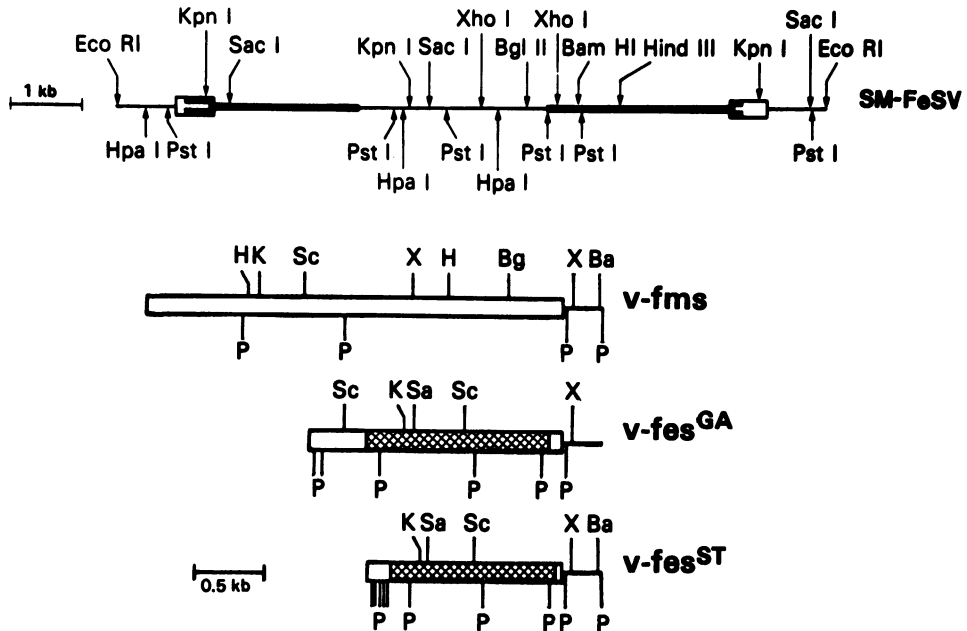 Kpn I Xho I Xho I Sac I
Eco RI Sac I Kpn I Sac I Bgl II Bam HI Hind III Kpn I Eco RI
1 kb
SM-FeSV
Hpa I Pst I Pst I Pst I Pst I Pst I Pst I
Hpa I Hpa I
H K Sc X H Bg X Ba
v-fms
P P P P
Sc K Sa Sc X
v-fes GA
P P P P P
K Sa Sc X Ba
v-fes ST
0.5 kb
P P P P P P